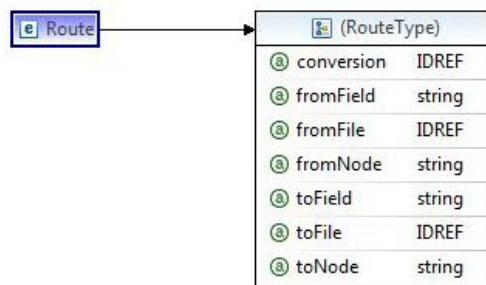 e Route
(RouteType)
a conversion IDREF
a fromField string
a fromFile IDREF
a fromNode string
a toField string
a toFile IDREF
a toNode string